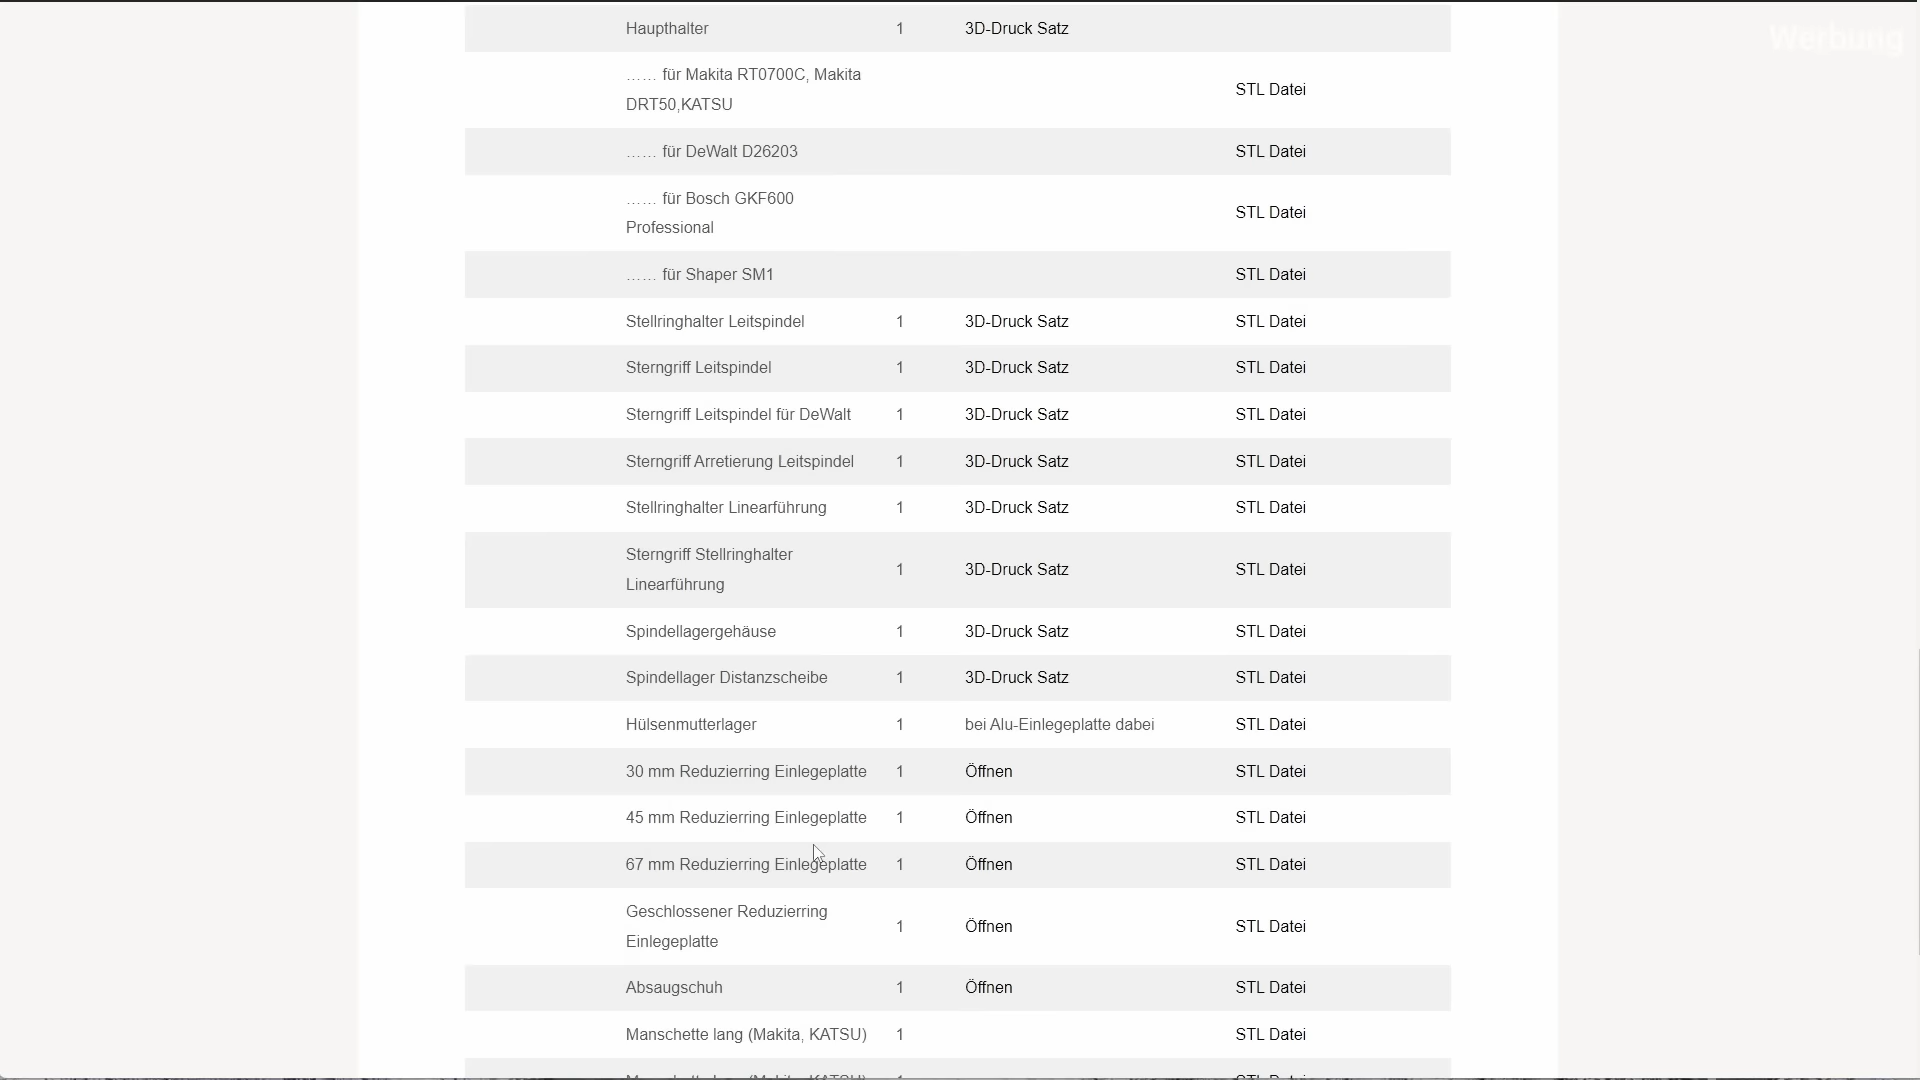 Werbung
Haupthalter 1 3D-Druck Satz
…… für Makita RT0700C, Makita
DRT50,KATSU
STL Datei
…… für DeWalt D26203 STL Datei
…… für Bosch GKF600
Professional
STL Datei
…… für Shaper SM1 STL Datei
Stellringhalter Leitspindel 1 3D-Druck Satz STL Datei
Sterngriff Leitspindel 1 3D-Druck Satz STL Datei
Sterngriff Leitspindel für DeWalt 1 3D-Druck Satz STL Datei
Sterngriff Arretierung Leitspindel 1 3D-Druck Satz STL Datei
Stellringhalter Linearführung 1 3D-Druck Satz STL Datei
Sterngriff Stellringhalter
Linearführung
1 3D-Druck Satz STL Datei
Spindellagergehäuse 1 3D-Druck Satz STL Datei
Spindellager Distanzscheibe 1 3D-Druck Satz STL Datei
Hülsenmutterlager 1 bei Alu-Einlegeplatte dabei STL Datei
30 mm Reduzierring Einlegeplatte 1 Öffnen STL Datei
45 mm Reduzierring Einlegeplatte 1 Öffnen STL Datei
67 mm Reduzierring Einlegeplatte 1 Öffnen STL Datei
Geschlossener Reduzierring
Einlegeplatte
1 Öffnen STL Datei
Absaugschuh 1 Öffnen STL Datei
Manschette lang (Makita, KATSU) 1 STL Datei